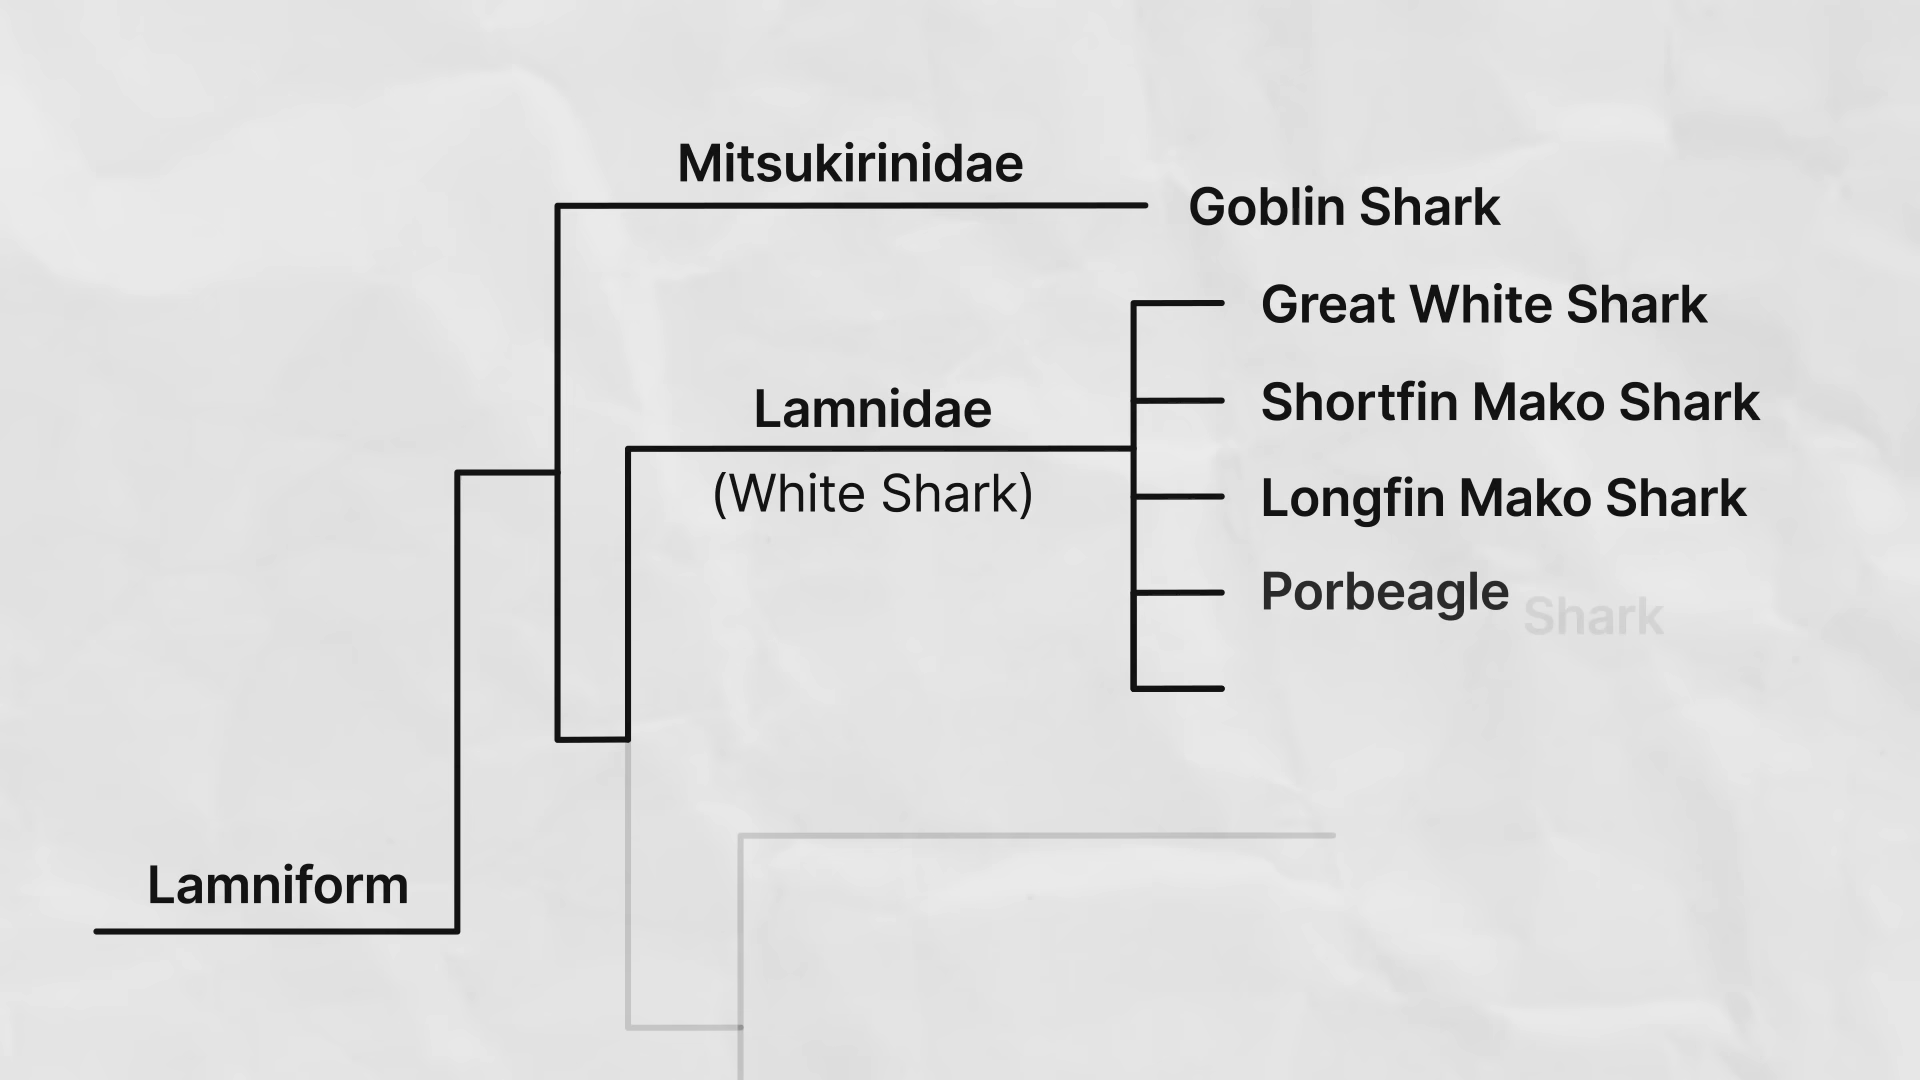 Mitsukirinidae
Goblin Shark
Great White Shark
Shortfin Mako Shark
Lamnidae
(White Shark)
Longfin Mako Shark
Porbeagle Shark
Lamniform